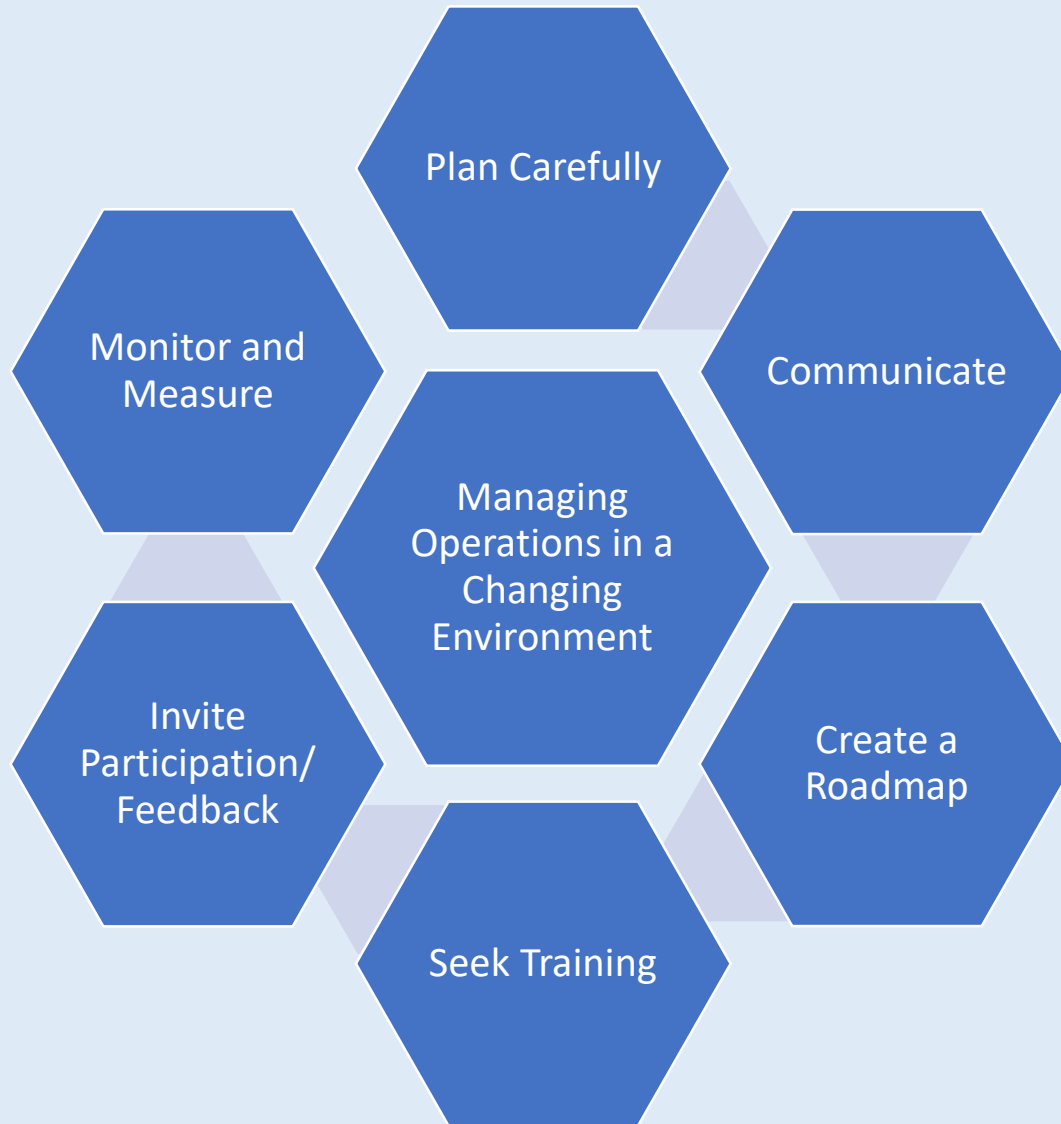 Plan Carefully
Communicate
Create a
Roadmap
Seek Training
Invite
Participation/
Feedback
Monitor and
Measure
Managing
Operations in a
Changing
Environment